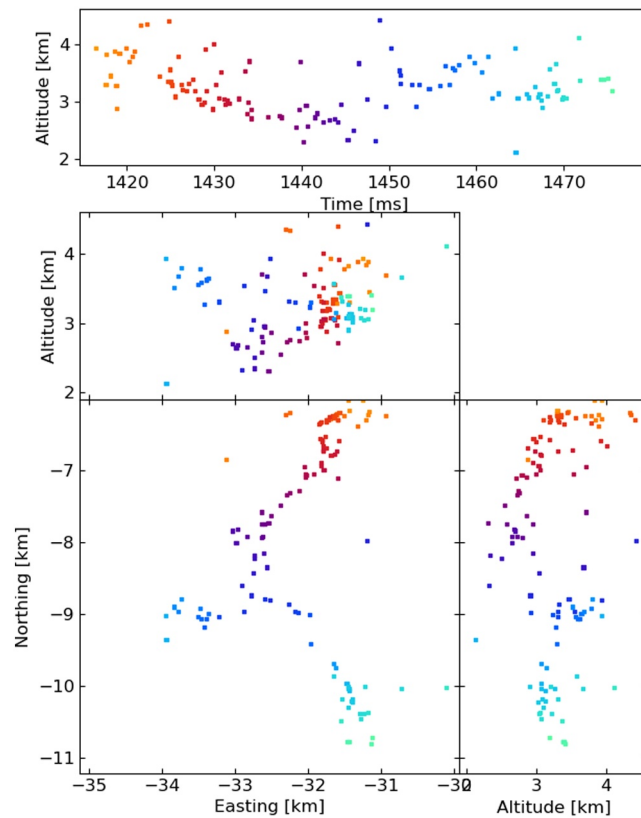 4
3
2
Altitude [km]
1420 1430 1440 1450 1460 1470
Time [ms]
4
3
2
Altitude [km]
−7
−8
−9
−10
−11
Northing [km]
−35 −34 −33 −32 −31 −30 2 3 4
Easting [km] Altitude [km]